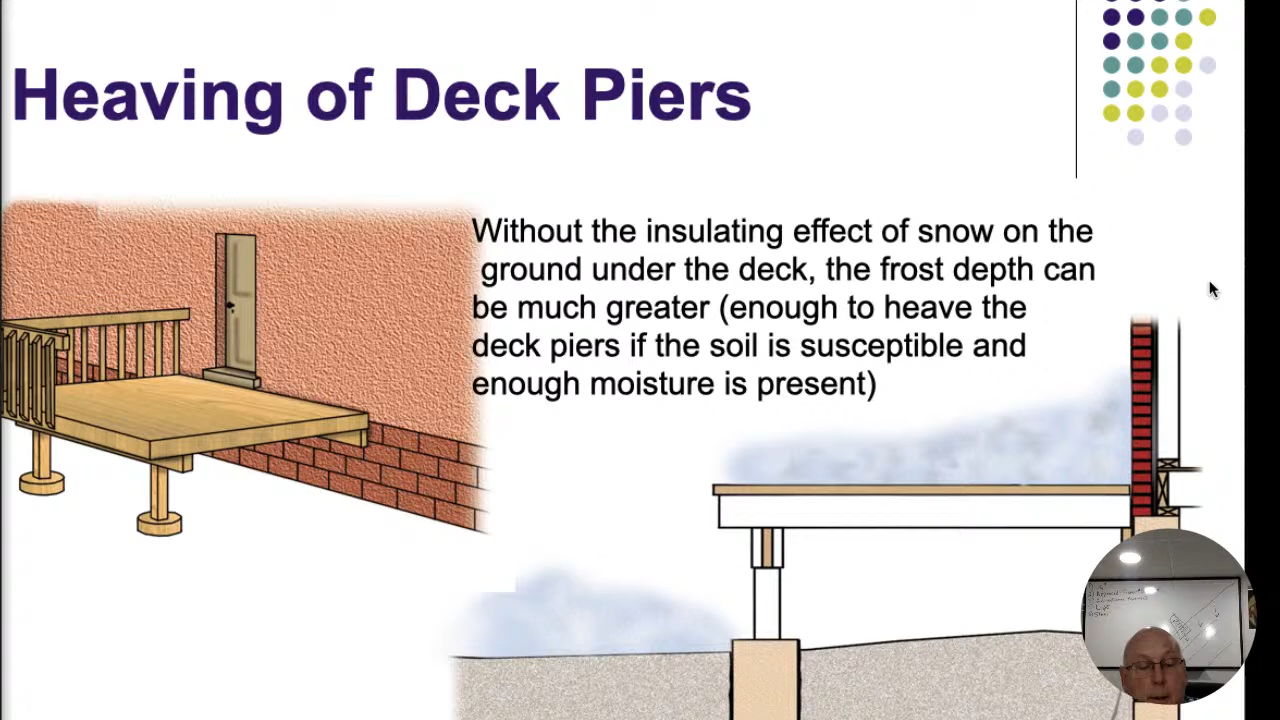 Heaving of Deck Piers
Without the insulating effect of snow on the
ground under the deck, the frost depth can
be much greater (enough to heave the
deck piers if the soil is susceptible and
enough moisture is present)